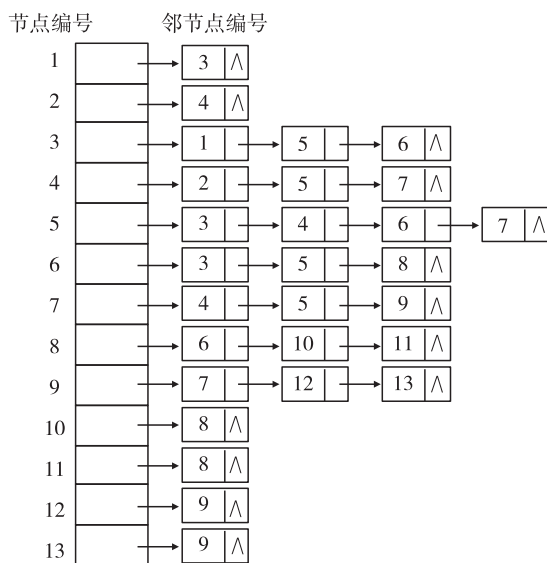 节点编号 邻节点编号
1 3 ∧
2 4 ∧
3 1 5 6 ∧
4 2 5 7 ∧
5 3 4 6 7 ∧
6 3 5 8 ∧
7 4 5 9 ∧
8 6 10 11 ∧
9 7 12 13 ∧
10 8 ∧
11 8 ∧
12 9 ∧
13 9 ∧